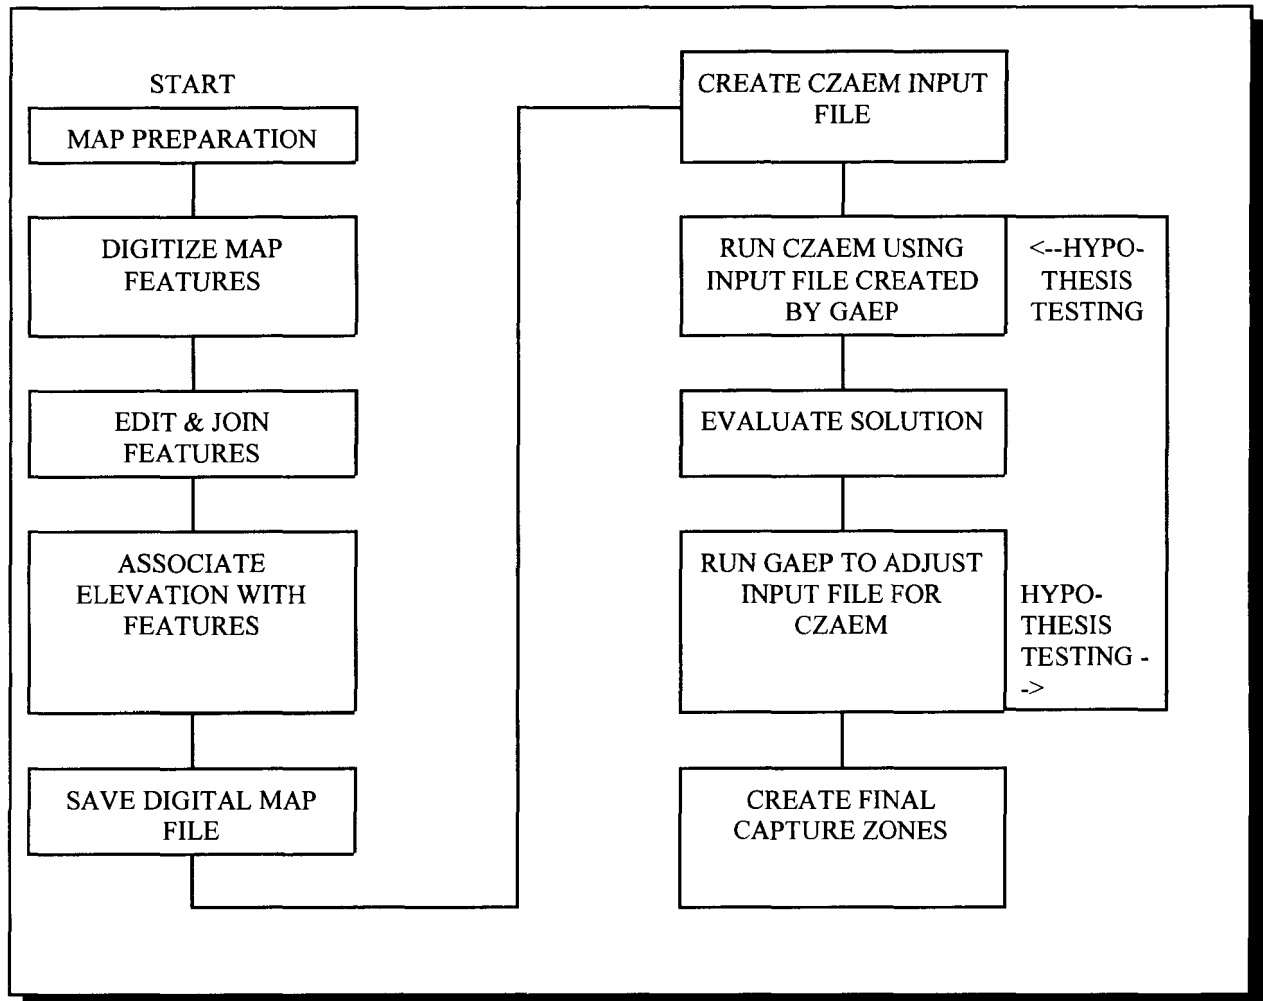 START
MAP PREPARATION
DIGITIZE MAP
FEATURES
EDIT & JOIN
FEATURES
ASSOCIATE
ELEVATION WITH
FEATURES
SAVE DIGITAL MAP
FILE
CREATE CZAEM INPUT
FILE
RUN CZAEM USING
INPUT FILE CREATED
BY GAEP
<--HYPO-
THESIS
TESTING
EVALUATE SOLUTION
RUN GAEP TO ADJUST
INPUT FILE FOR
CZAEM
HYPO-
THESIS
TESTING -
->
CREATE FINAL
CAPTURE ZONES